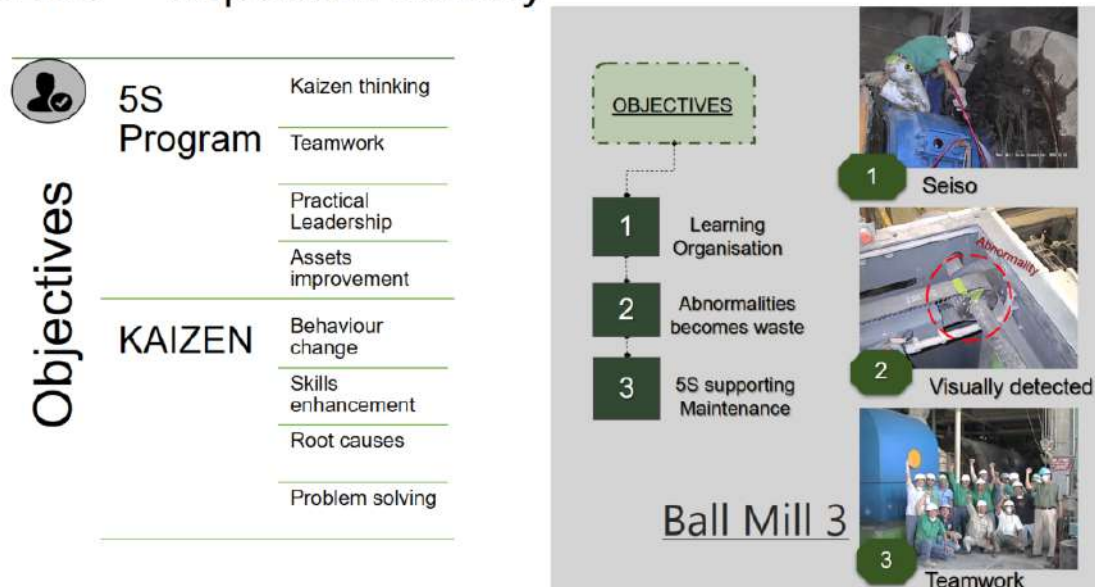 Objectives
5S
Program
Kaizen thinking
Teamwork
Practical
Leadership
Assets
improvement
KAIZEN
Behaviour
change
Skills
enhancement
Root causes
Problem solving
OBJECTIVES
1
Learning
Organisation
2
Abnormalities
becomes waste
3
5S supporting
Maintenance
Ball Mill 3
1
Seiso
Abnormality
2
Visually detected
3
Teamwork